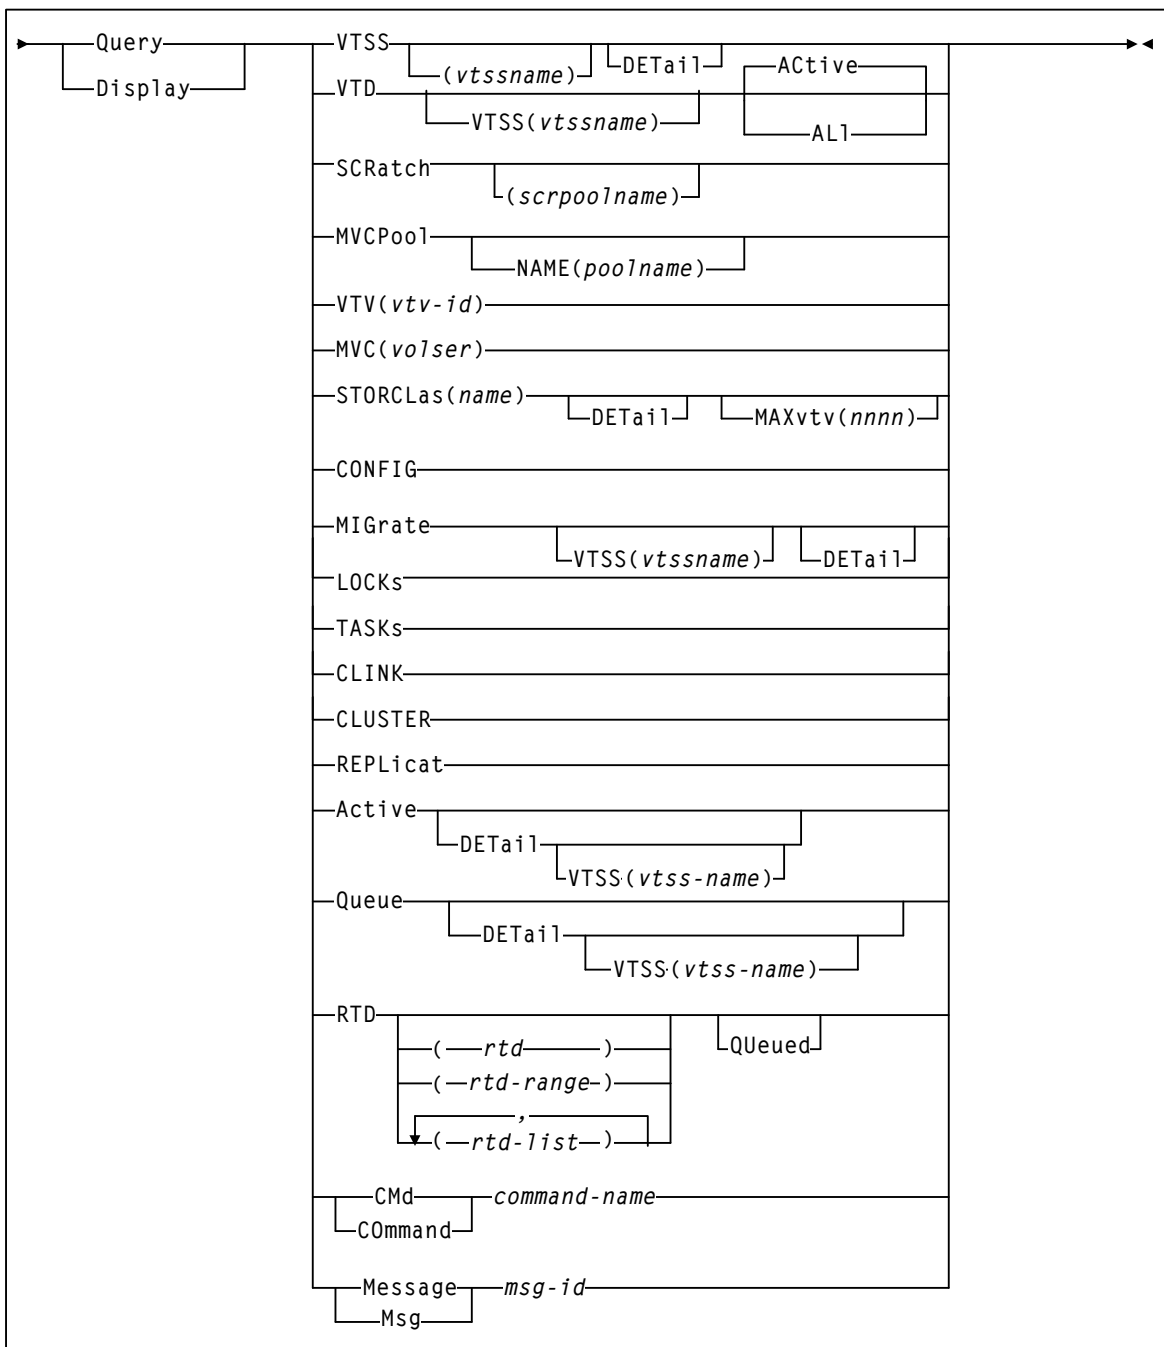 Query
Display
VTSS
(vtssname)
DETail
VTD
VTSS(vtssname)
ACtive
ALl
SCRatch
(scrpoolname)
MVCPool
NAME(poolname)
VTV(vtv-id)
MVC(volser)
STORCLas(name)
DETail
MAXvtv(nnnn)
CONFIG
MIGrate
VTSS(vtssname)
DETail
LOCKs
TASKs
CLINK
CLUSTER
REPLicat
Active
DETail
VTSS(vtss-name)
Queue
DETail
VTSS(vtss-name)
RTD
QUeued
( rtd )
( rtd-range )
,
( rtd-list )
CMd command-name
COmmand
Message msg-id
Msg